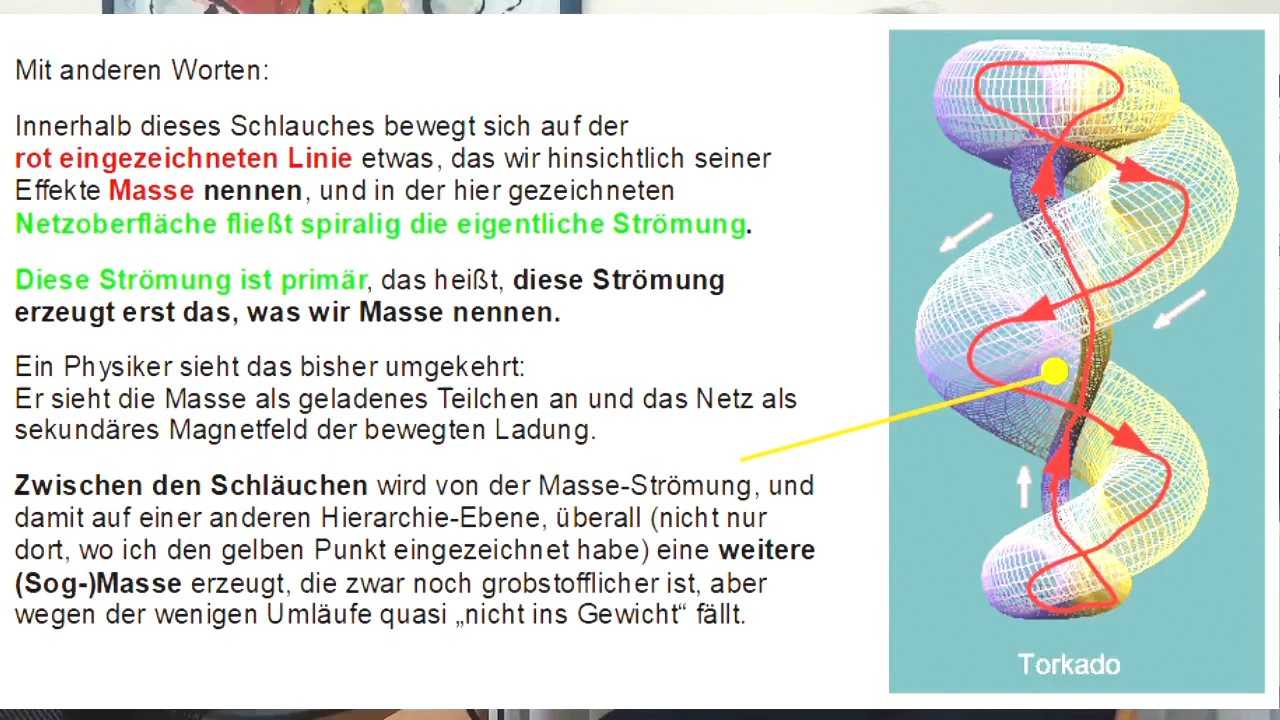 Mit anderen Worten:
Innerhalb dieses Schlauches bewegt sich auf der
rot eingezeichneten Linie etwas, das wir hinsichtlich seiner
Effekte Masse nennen, und in der hier gezeichneten
Netzoberfläche fließt spiralig die eigentliche Strömung.
Diese Strömung ist primär, das heißt, diese Strömung
erzeugt erst das, was wir Masse nennen.
Ein Physiker sieht das bisher umgekehrt:
Er sieht die Masse als geladenes Teilchen an und das Netz als
sekundäres Magnetfeld der bewegten Ladung.
Zwischen den Schläuchen wird von der Masse-Strömung, und
damit auf einer anderen Hierarchie-Ebene, überall (nicht nur
dort, wo ich den gelben Punkt eingezeichnet habe) eine weitere
(Sog-)Masse erzeugt, die zwar noch grobstofflicher ist, aber
wegen der wenigen Umläufe quasi „nicht ins Gewicht“ fällt.
Torkado